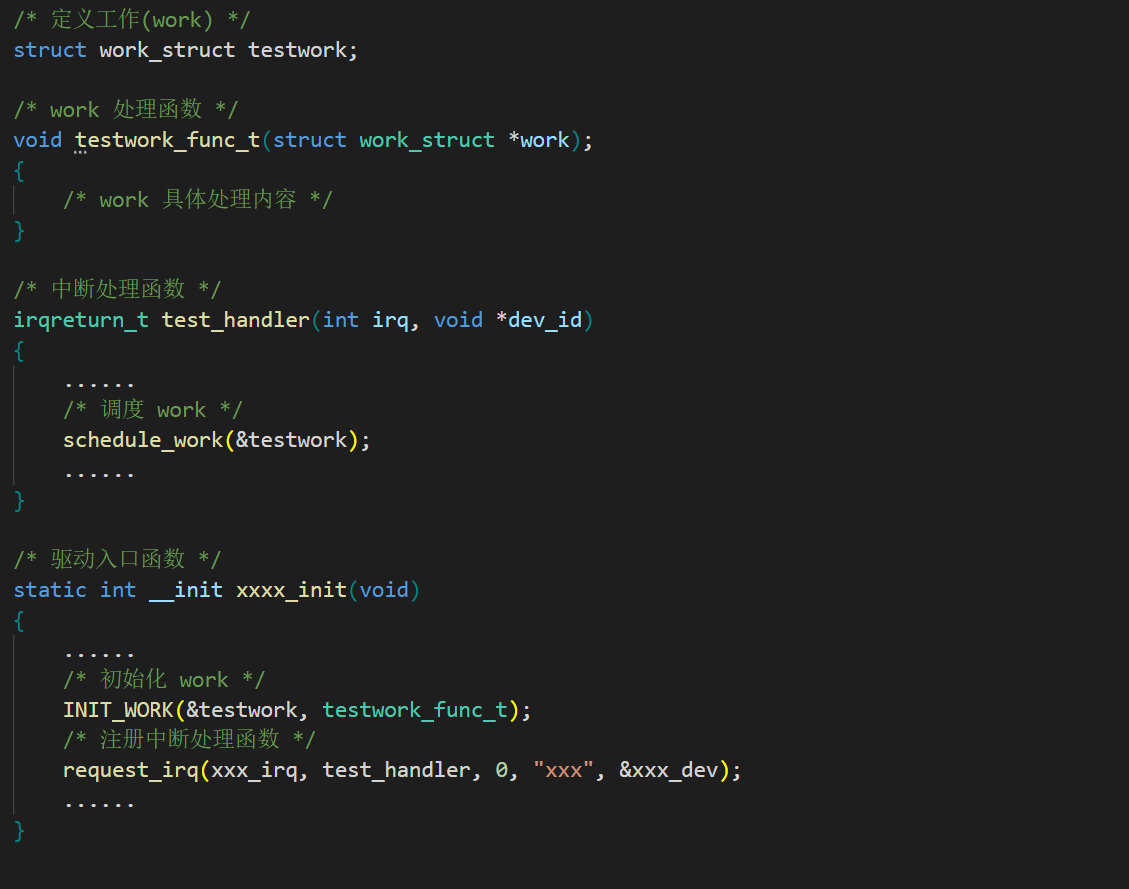 /* 定义工作(work) */
struct work_struct testwork;
/* work 处理函数 */
void testwork_func_t(struct work_struct *work);
{
/* work 具体处理内容 */
}
/* 中断处理函数 */
irqreturn_t test_handler(int irq, void *dev_id)
{
......
/* 调度 work */
schedule_work(&testwork);
......
}
/* 驱动入口函数 */
static int __init xxxx_init(void)
{
......
/* 初始化 work */
INIT_WORK(&testwork, testwork_func_t);
/* 注册中断处理函数 */
request_irq(xxx_irq, test_handler, 0, "xxx", &xxx_dev);
......
}